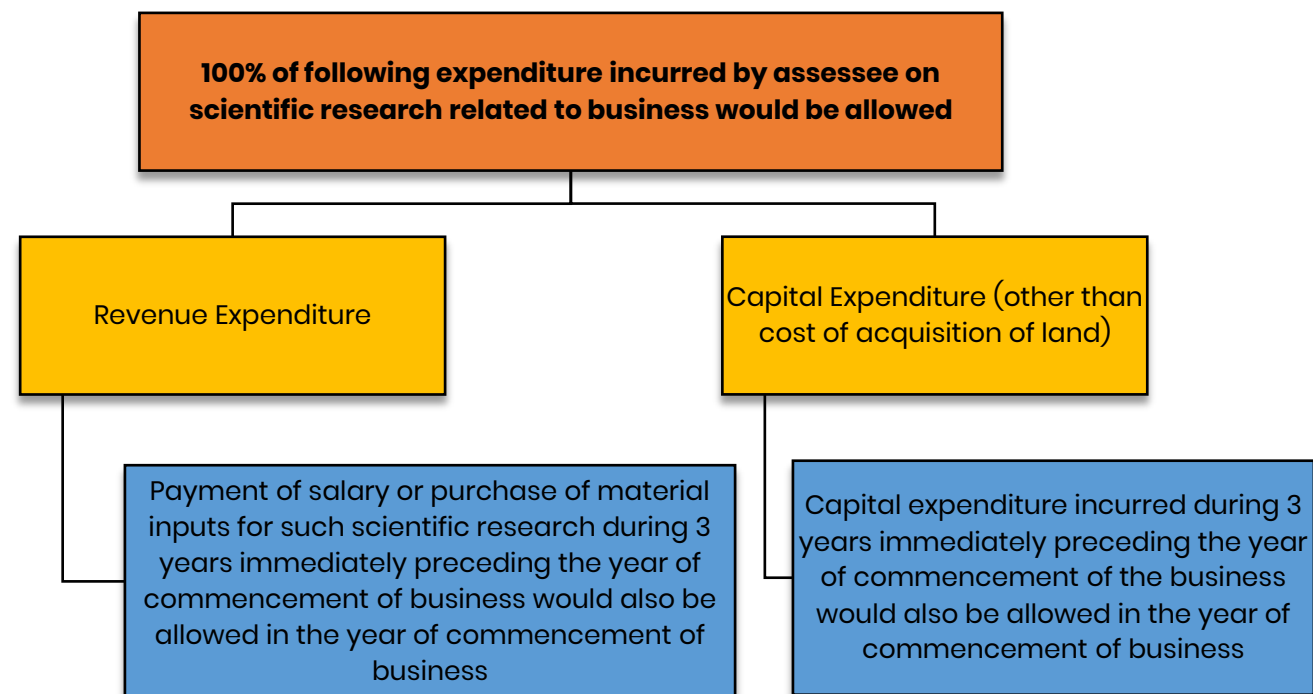 100% of following expenditure incurred by assessee on
scientific research related to business would be allowed
Revenue Expenditure
Capital Expenditure (other than
cost of acquisition of land)
Payment of salary or purchase of material
inputs for such scientific research during 3
years immediately preceding the year of
commencement of business would also be
allowed in the year of commencement of
business
Capital expenditure incurred during 3
years immediately preceding the year
of commencement of the business
would also be allowed in the year of
commencement of business